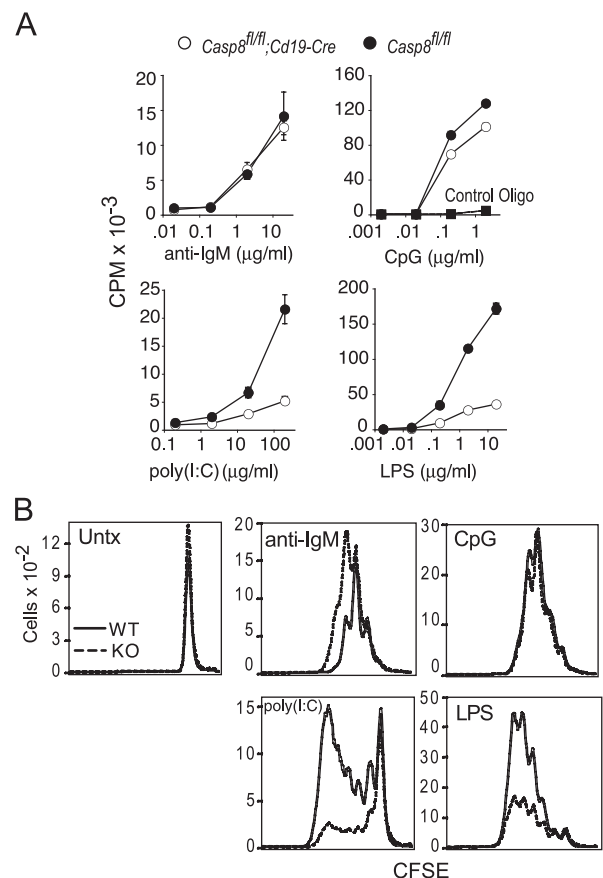 A
○ Casp8fl/fl;Cd19-Cre ● Casp8fl/fl
CPM x 10-3
20
15
10
5
0
.01 .1 1 10
anti-IgM (µg/ml)
160
120
80
40
0
Control Oligo
.001 .01 .1 1
CpG (µg/ml)
25
20
15
10
5
0
0.1 1 10 100
poly(I:C) (µg/ml)
200
150
100
50
0
.001 .01 .1 1 10
LPS (µg/ml)
B
Cells x 10-2
Untx
12
9
6
3
0
WT
KO
anti-IgM
20
15
10
5
0
CpG
30
20
10
0
poly(I:C)
15
10
5
0
LPS
50
40
30
20
10
0
CFSE